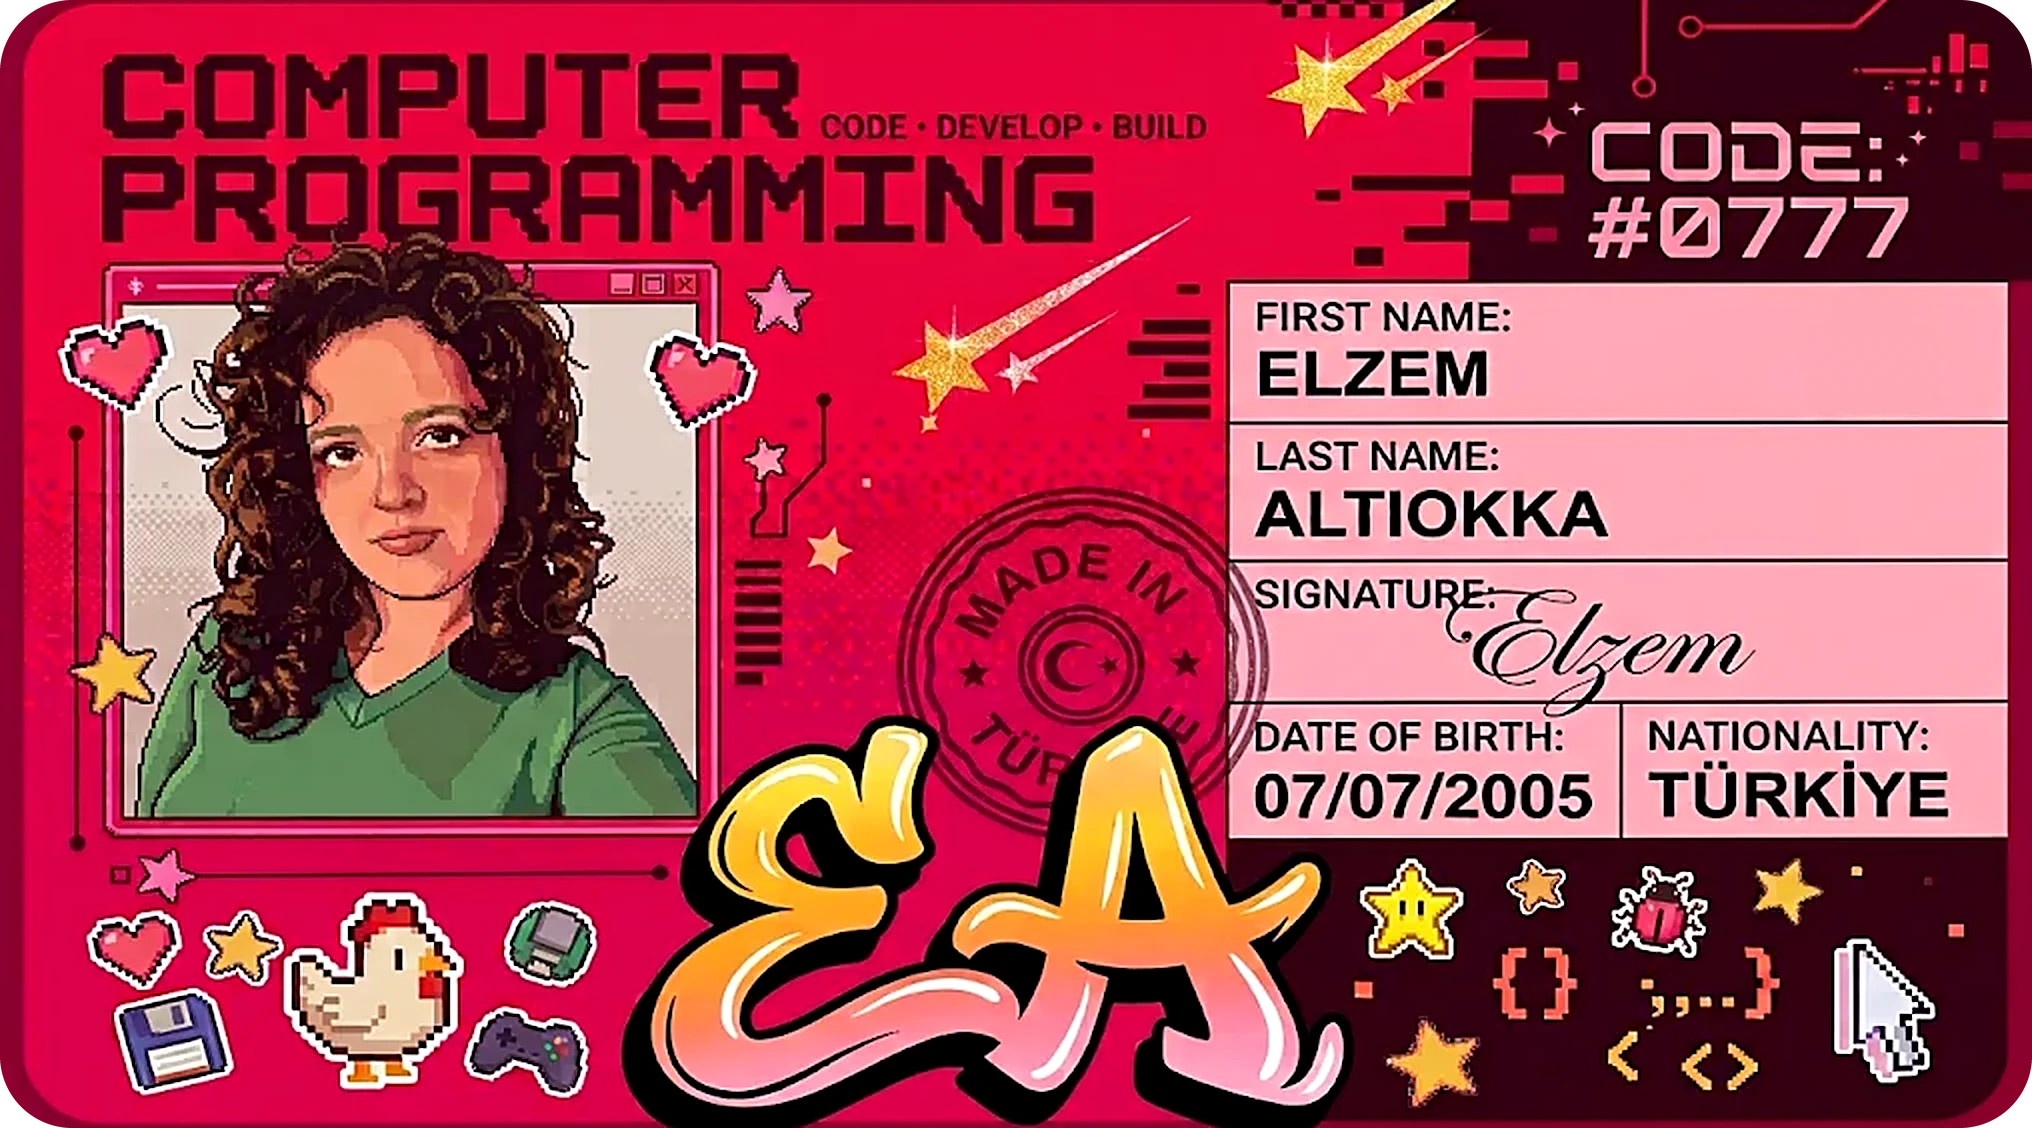 COMPUTER
CODE • DEVELOP • BUILD
PROGRAMMING
CODE:
#0777
FIRST NAME:
ELZEM
LAST NAME:
ALTIOKKA
SIGNATURE:
Elzem
DATE OF BIRTH:
07/07/2005
NATIONALITY:
TÜRKİYE
MADE IN
EA
{}
;,..}
< <>